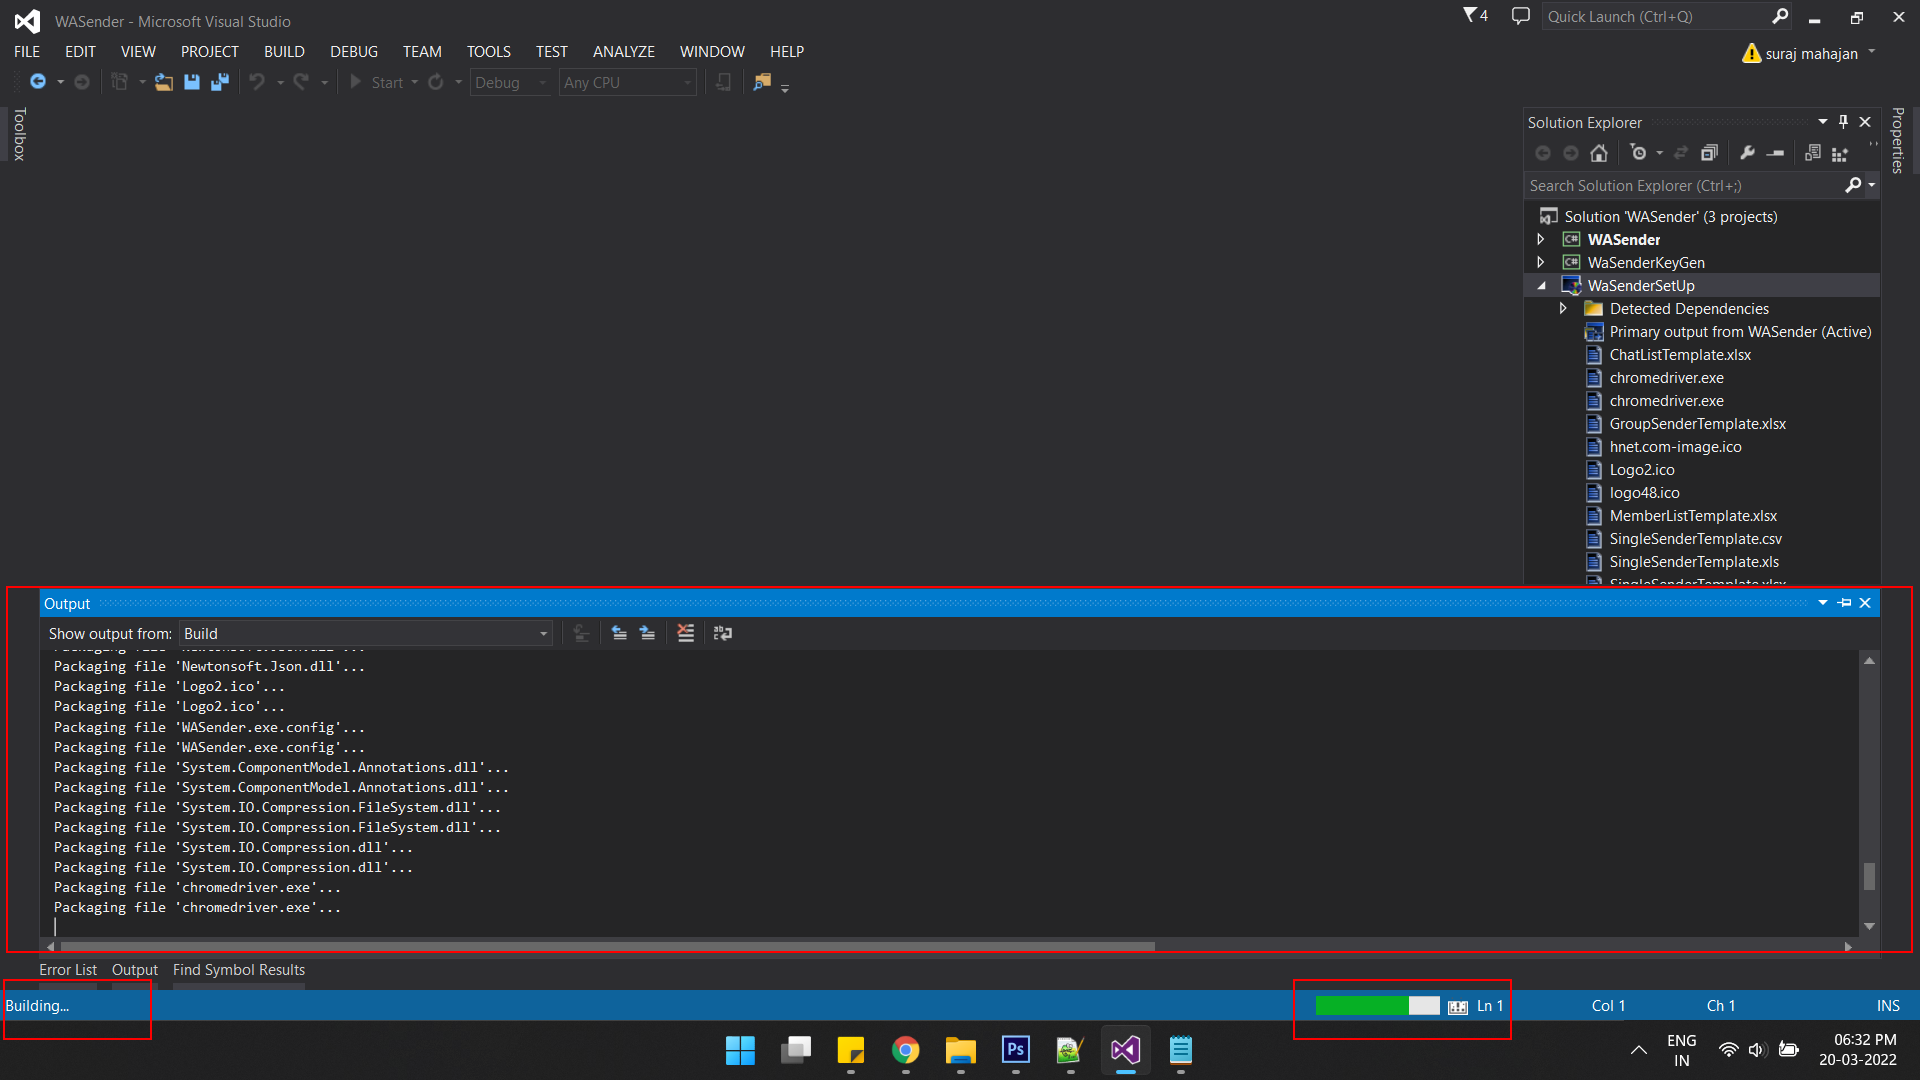 WASender - Microsoft Visual Studio
4
Quick Launch (Ctrl+Q)
FILE EDIT VIEW PROJECT BUILD DEBUG TEAM TOOLS TEST ANALYZE WINDOW HELP
suraj mahajan
Start Debug Any CPU
Toolbox
Properties
Solution Explorer
Search Solution Explorer (Ctrl+;)
Solution 'WASender' (3 projects)
C# WASender
C# WaSenderKeyGen
WaSenderSetUp
Detected Dependencies
Primary output from WASender (Active)
ChatListTemplate.xlsx
chromedriver.exe
chromedriver.exe
GroupSenderTemplate.xlsx
hnet.com-image.ico
Logo2.ico
logo48.ico
MemberListTemplate.xlsx
SingleSenderTemplate.csv
SingleSenderTemplate.xls
SingleSenderTemplate.xlsx
Output
Show output from: Build
Packaging file 'Newtonsoft.Json.dll'...
Packaging file 'Newtonsoft.Json.dll'...
Packaging file 'Logo2.ico'...
Packaging file 'Logo2.ico'...
Packaging file 'WASender.exe.config'...
Packaging file 'WASender.exe.config'...
Packaging file 'System.ComponentModel.Annotations.dll'...
Packaging file 'System.ComponentModel.Annotations.dll'...
Packaging file 'System.IO.Compression.FileSystem.dll'...
Packaging file 'System.IO.Compression.FileSystem.dll'...
Packaging file 'System.IO.Compression.dll'...
Packaging file 'System.IO.Compression.dll'...
Packaging file 'chromedriver.exe'...
Packaging file 'chromedriver.exe'...
Error List Output Find Symbol Results
Building... Ln 1 Col 1 Ch 1 INS
Ps
ENG
IN
06:32 PM
20-03-2022